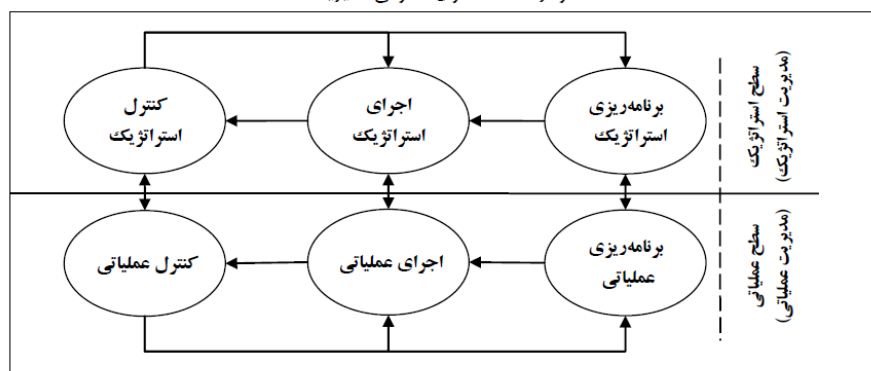 برنامه‌ریزی
استراتژیک
اجرای
استراتژیک
کنترل
استراتژیک
سطح استراتژیک
(مدیریت استراتژیک)
برنامه‌ریزی
عملیاتی
اجرای عملیاتی
کنترل عملیاتی
سطح عملیاتی
(مدیریت عملیاتی)